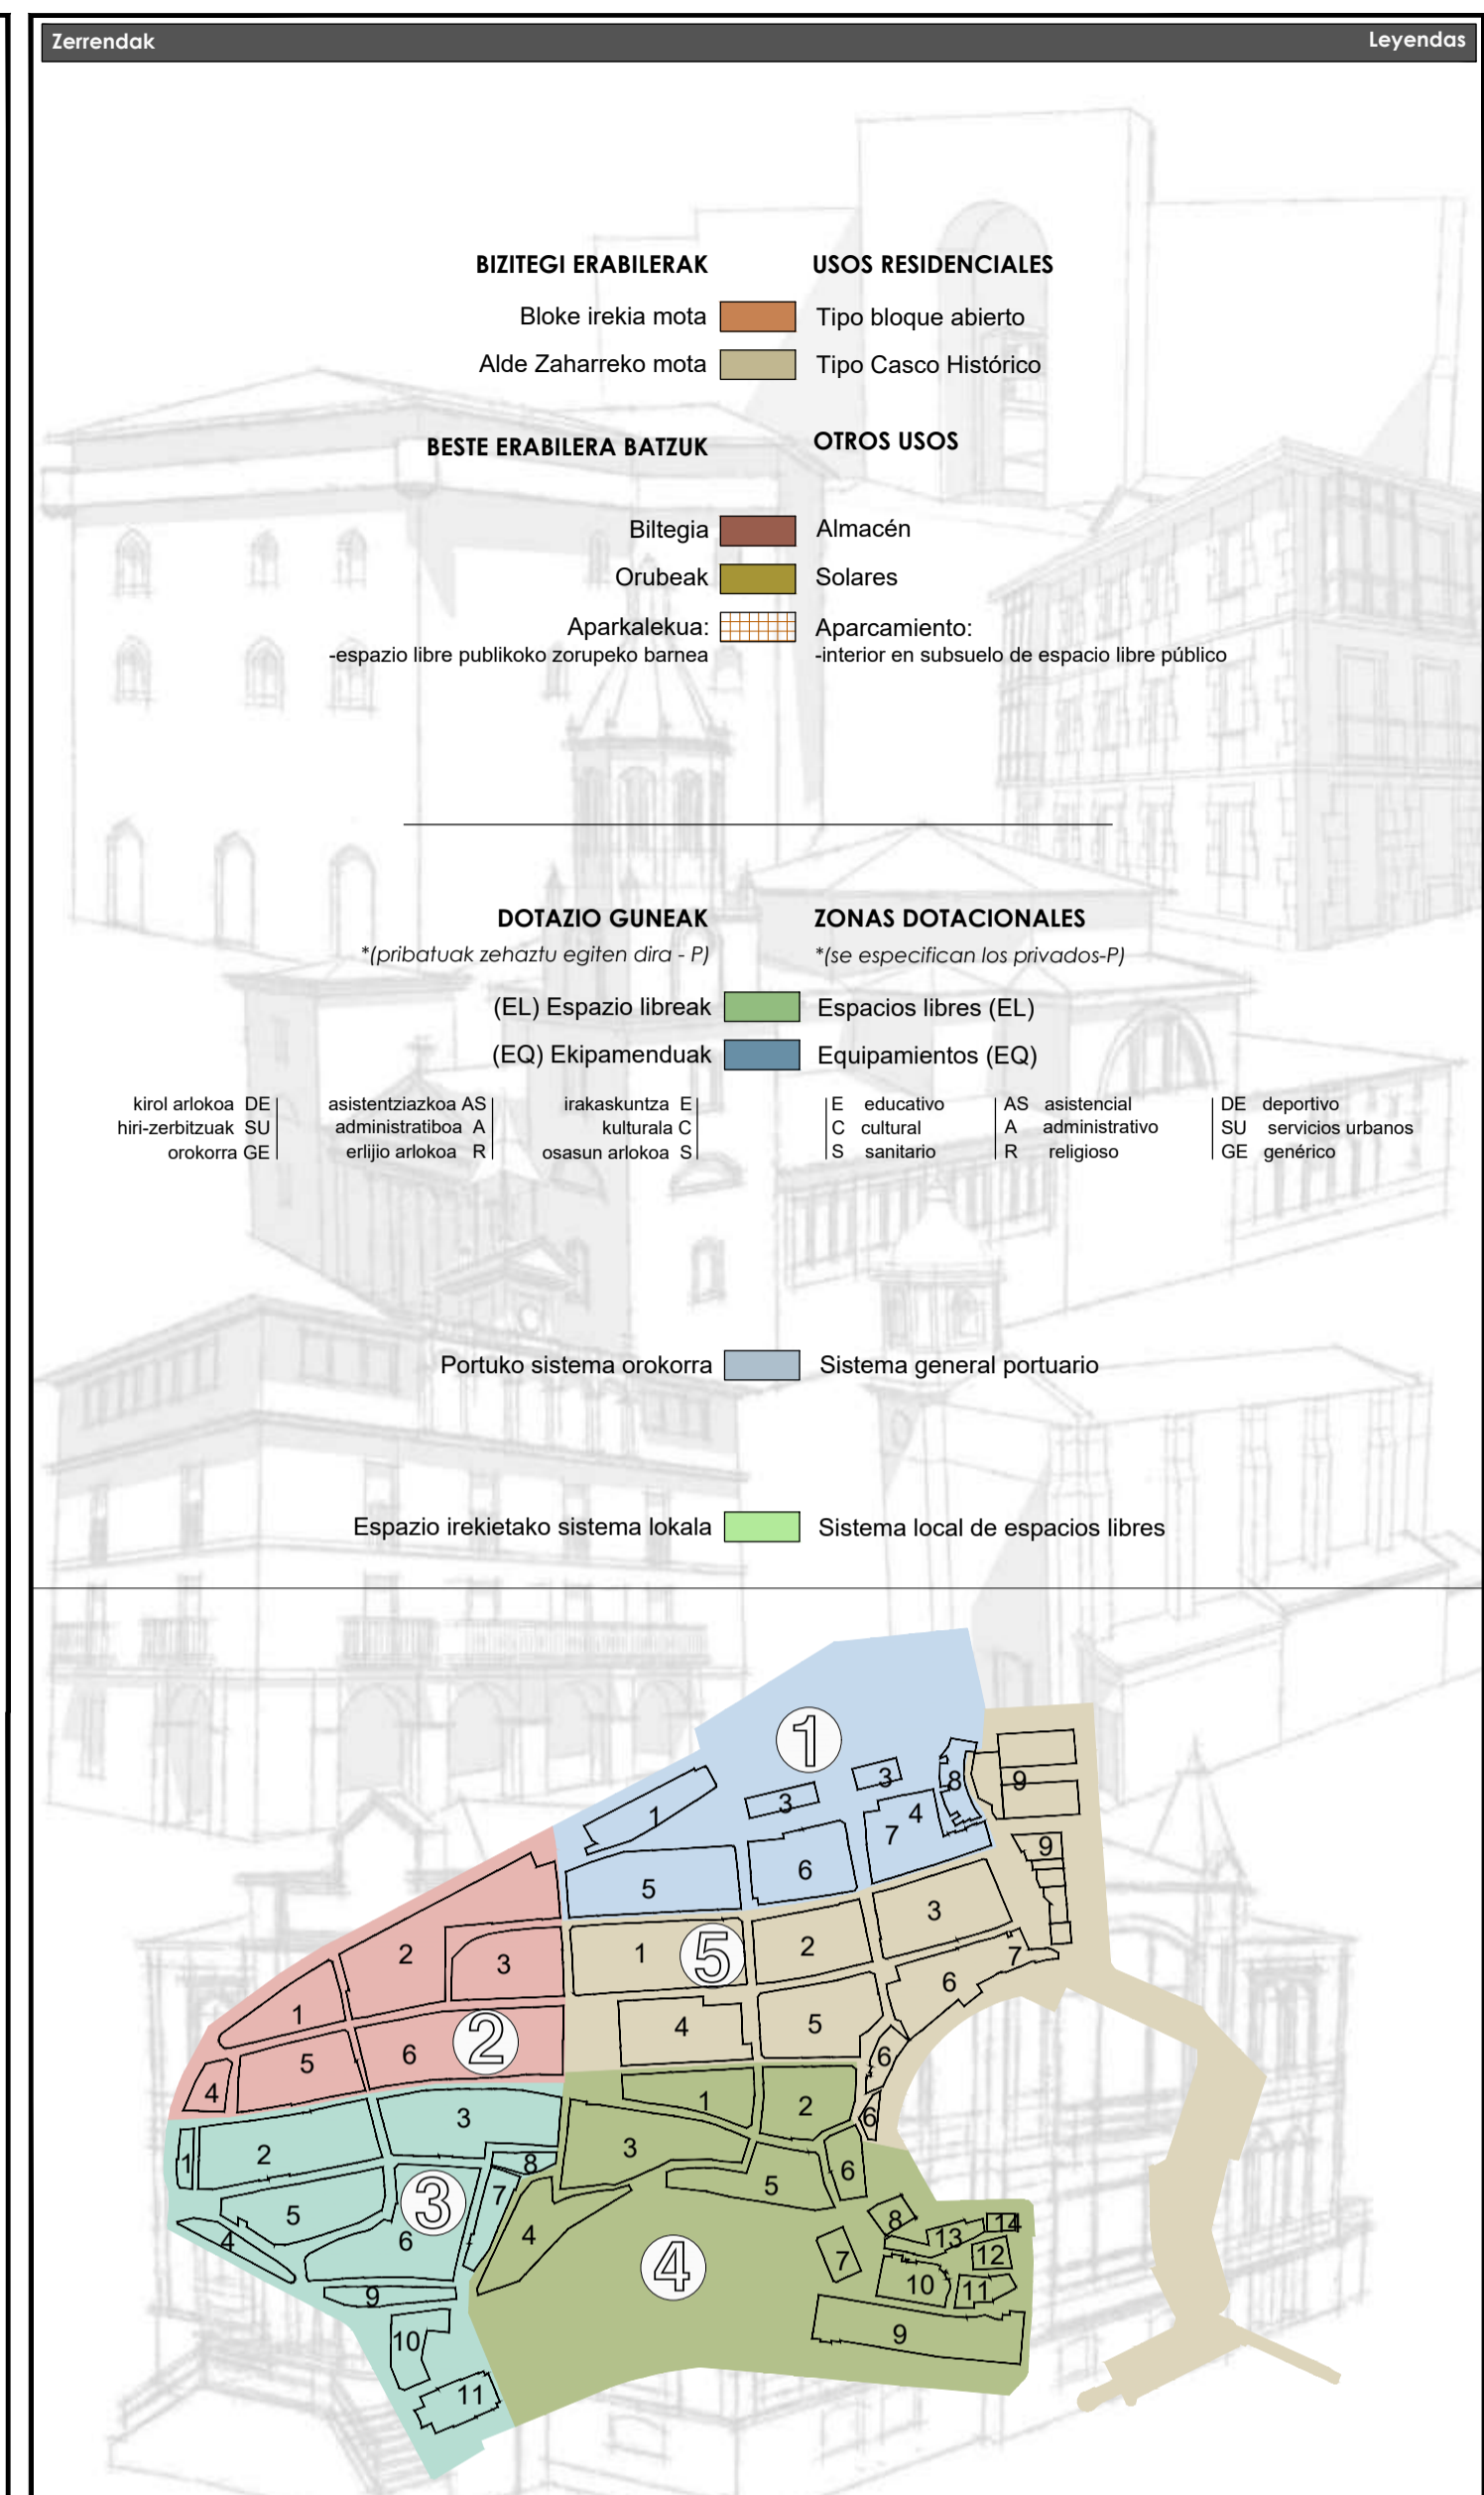 Zerrendak Leyendas
BIZITEGI ERABILERAK USOS RESIDENCIALES
Bloke irekia mota Tipo bloque abierto
Alde Zaharreko mota Tipo Casco Histórico
BESTE ERABILERA BATZUK OTROS USOS
Biltegia Almacén
Orubeak Solares
Aparkalekua: Aparcamiento:
-espazio libre publikoko zorupeko barnea -interior en subsuelo de espacio libre público
DOTAZIO GUNEAK ZONAS DOTACIONALES
*(pribatuak zehaztu egiten dira - P) *(se especifican los privados-P)
(EL) Espazio libreak Espacios libres (EL)
(EQ) Ekipamenduak Equipamientos (EQ)
kirol arlokoa DE asistentziazkoa AS irakaskuntza E E educativo AS asistencial DE deportivo
hiri-zerbitzuak SU administratiboa A kulturala C C cultural A administrativo SU servicios urbanos
orokorra GE erlijio arlokoa R osasun arlokoa S S sanitario R religioso GE genérico
Portuko sistema orokorra Sistema general portuario
Espazio irekietako sistema lokala Sistema local de espacios libres
1
3
8 9
3
1 4
7
9
6
5
3
2
1 5 2
3
7
6
1
4 5
2
6
5
6
4
1
2
6
3
3
2
1
8
5
6
7
3
5
8
14
4
6
4
13
12
7
4
10
11
9
9
10
11